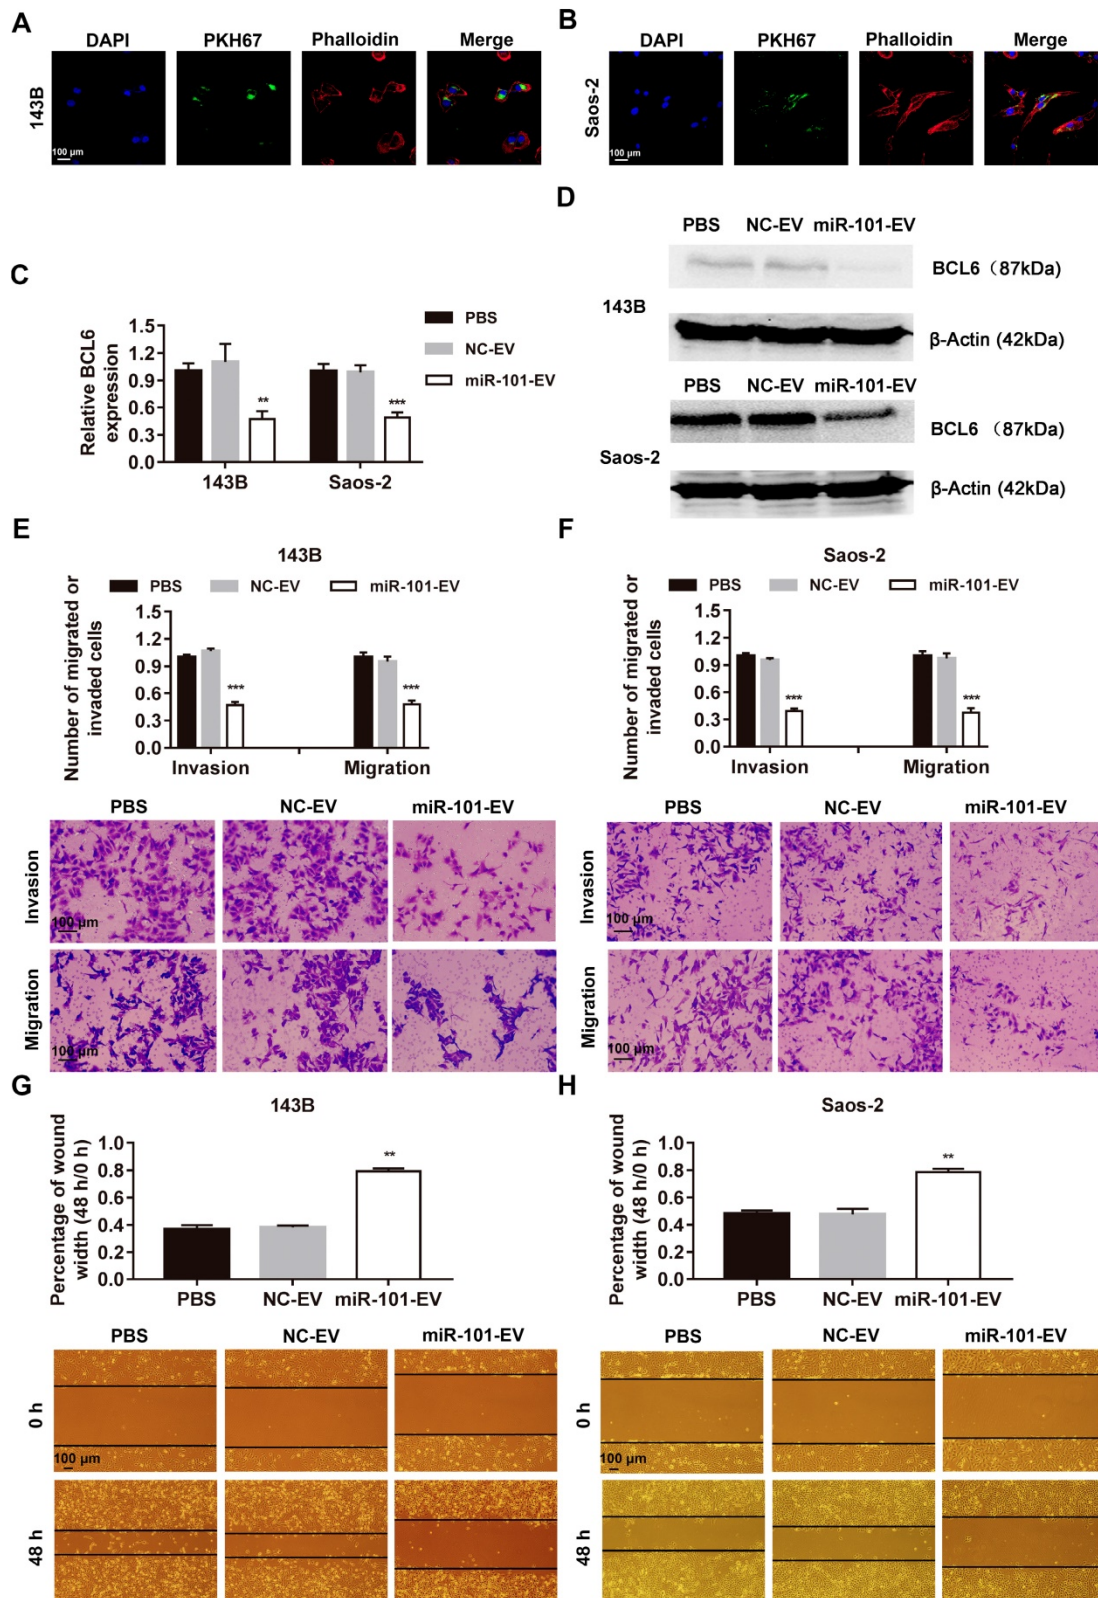 A
DAPI PKH67 Phalloidin Merge
143B
100 μm
B
DAPI PKH67 Phalloidin Merge
Saos-2
100 μm
C
Relative BCL6
expression
1.5
1.2
0.9
0.6
0.3
0.0
** ***
143B Saos-2
PBS
NC-EV
miR-101-EV
D
PBS NC-EV miR-101-EV
BCL6（87kDa)
143B
β-Actin (42kDa)
PBS NC-EV miR-101-EV
BCL6 （87kDa)
Saos-2
β-Actin (42kDa)
E
143B
PBS NC-EV miR-101-EV
Number of migrated or
invaded cells
1.5
1.2
0.9
0.6
0.3
0.0
*** ***
Invasion Migration
PBS NC-EV miR-101-EV
Invasion
100 μm
Migration
100 μm
F
Saos-2
PBS NC-EV miR-101-EV
Number of migrated or
invaded cells
1.5
1.2
0.9
0.6
0.3
0.0
*** ***
Invasion Migration
PBS NC-EV miR-101-EV
Invasion
100 μm
Migration
100 μm
G
143B
Percentage of wound
width (48 h/0 h)
1.0
0.8
0.6
0.4
0.2
0.0
**
PBS NC-EV miR-101-EV
PBS NC-EV miR-101-EV
0 h
100 μm
48 h
H
Saos-2
Percentage of wound
width (48 h/0 h)
1.0
0.8
0.6
0.4
0.2
0.0
**
PBS NC-EV miR-101-EV
PBS NC-EV miR-101-EV
0 h
100 μm
48 h